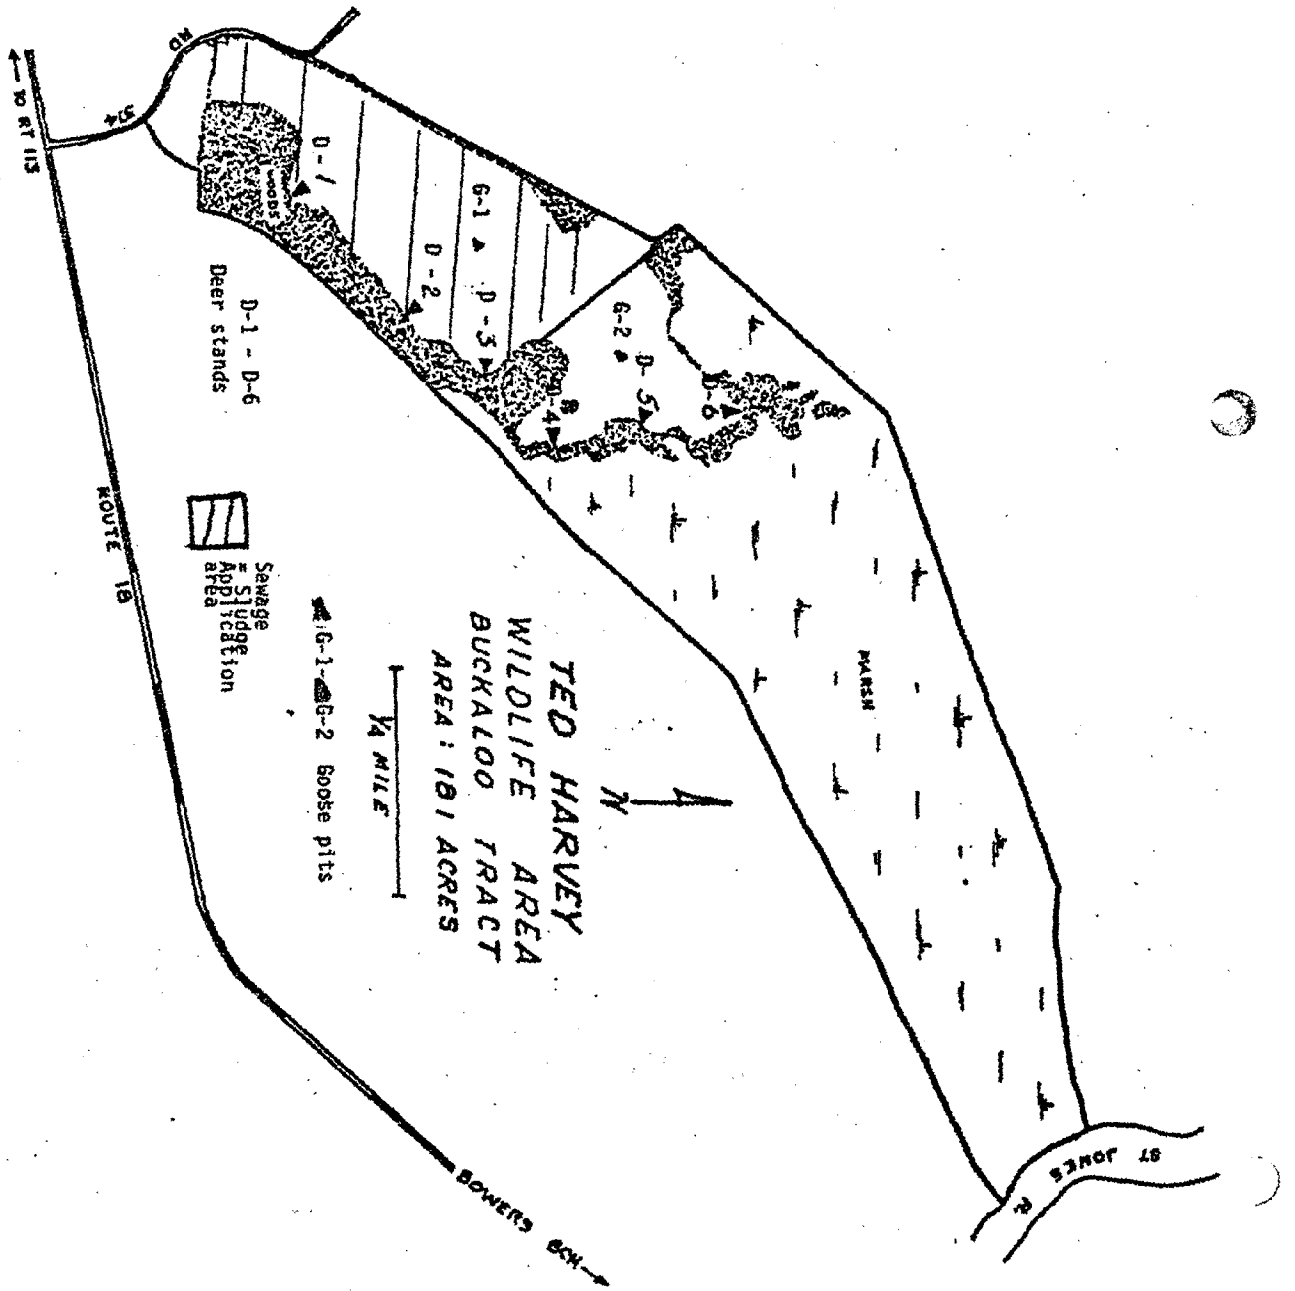 TED HARVEY
WILDLIFE AREA
BUCKALOO TRACT
AREA: 181 ACRES
1/4 MILE
N
G-1-
G-2 Goose pits
Sewage
= Sludge
Application
area
D-1 - D-6
Deer stands
D-1
D-2
G-1
D-3
G-2
D-4
D-5
D-6
WOODS
MARSH
ST JONES R.
RD
← TO RT 113
ROUTE 18
BOWERS BCH→